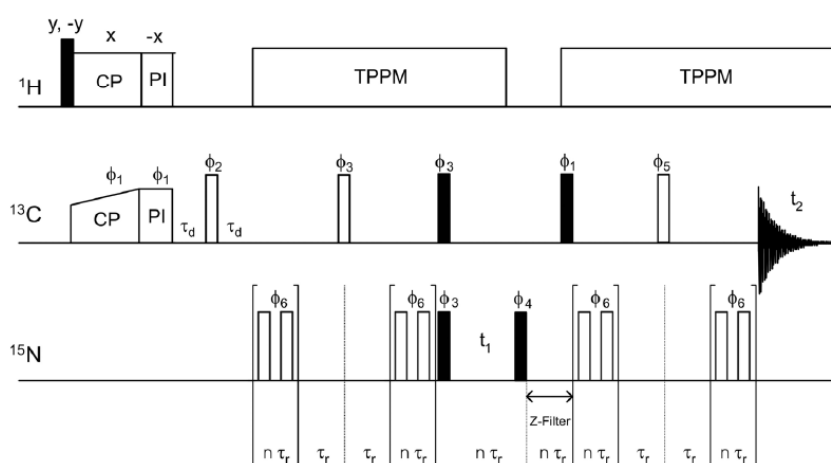 y, -y
x -x
¹H CP PI TPPM TPPM
ϕ₁ ϕ₁ ϕ₂ ϕ₃ ϕ₃ ϕ₁ ϕ₅
¹³C CP PI τd τd t₂
ϕ₆ ϕ₆ ϕ₃ ϕ₄ ϕ₆ ϕ₆
¹⁵N t₁
Z-Filter
n τr τr τr n τr n τr n τr n τr τr τr n τr